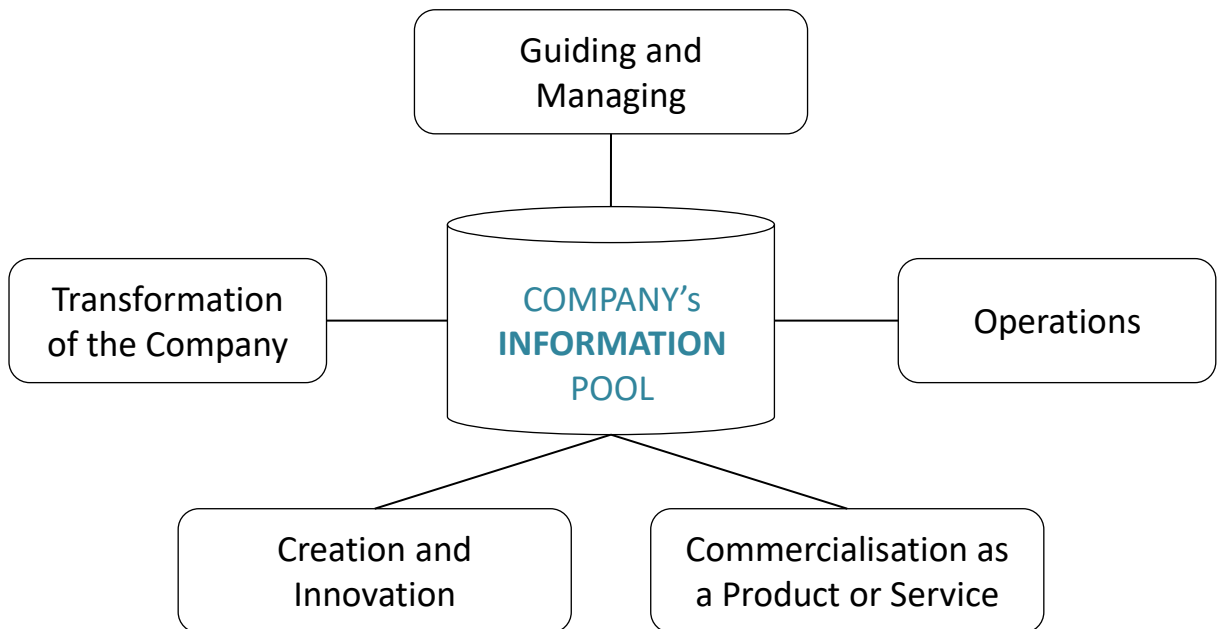 Guiding and
Managing
Transformation
of the Company
COMPANY's
INFORMATION
POOL
Operations
Creation and
Innovation
Commercialisation as
a Product or Service